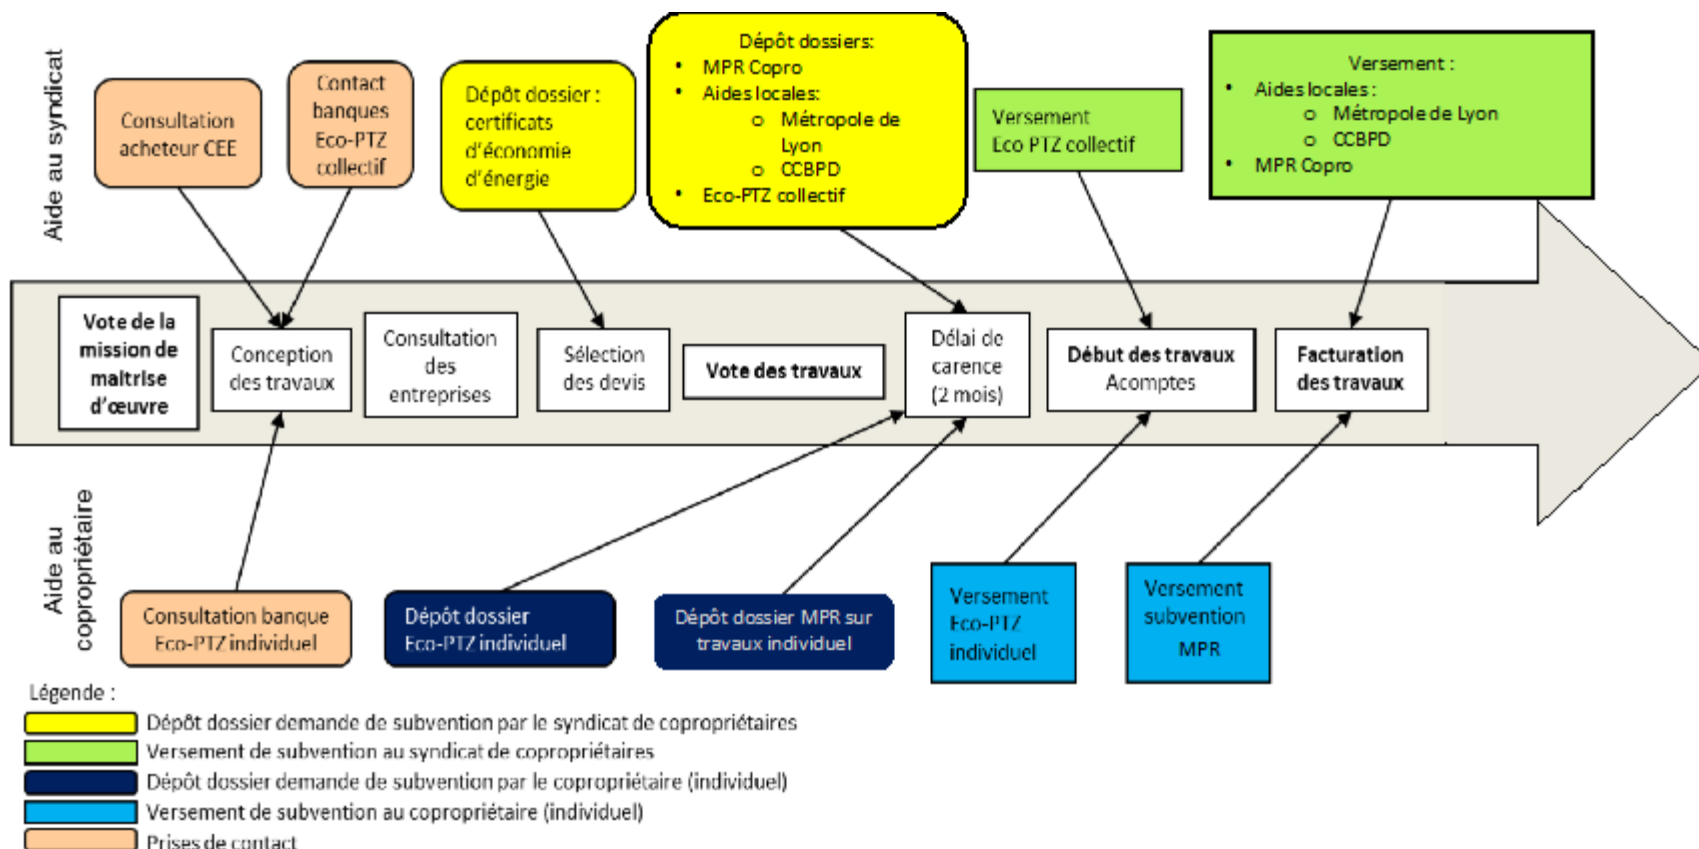 Aide au syndicat
Consultation
acheteur CEE
Contact
banques
Eco-PTZ
collectif
Dépôt dossier :
certificats
d'économie
d'énergie
Dépôt dossiers:
• MPR Copro
• Aides locales:
o Métropole de
Lyon
o CCBPD
• Eco-PTZ collectif
Versement
Eco PTZ collectif
Versement :
• Aides locales :
o Métropole de Lyon
o CCBPD
• MPR Copro
Vote de la
mission de
maitrise
d'œuvre
Conception
des travaux
Consultation
des
entreprises
Sélection
des devis
Vote des travaux
Délai de
carence
(2 mois)
Début des travaux
Acomptes
Facturation
des travaux
Aide au
copropriétaire
Consultation banque
Eco-PTZ individuel
Dépôt dossier
Eco-PTZ individuel
Dépôt dossier MPR sur
travaux individuel
Versement
Eco-PTZ
individuel
Versement
subvention
MPR
Légende :
Dépôt dossier demande de subvention par le syndicat de copropriétaires
Versement de subvention au syndicat de copropriétaires
Dépôt dossier demande de subvention par le copropriétaire (individuel)
Versement de subvention au copropriétaire (individuel)
Prises de contact